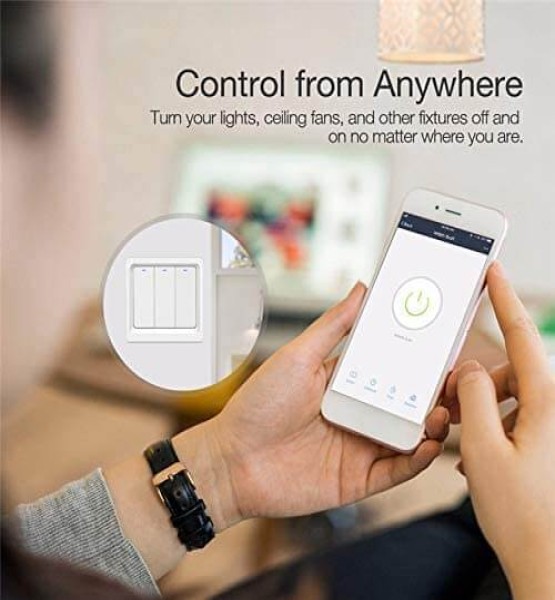 Control from Anywhere
Turn your lights, ceiling fans, and other fixtures off and
on no matter where you are.